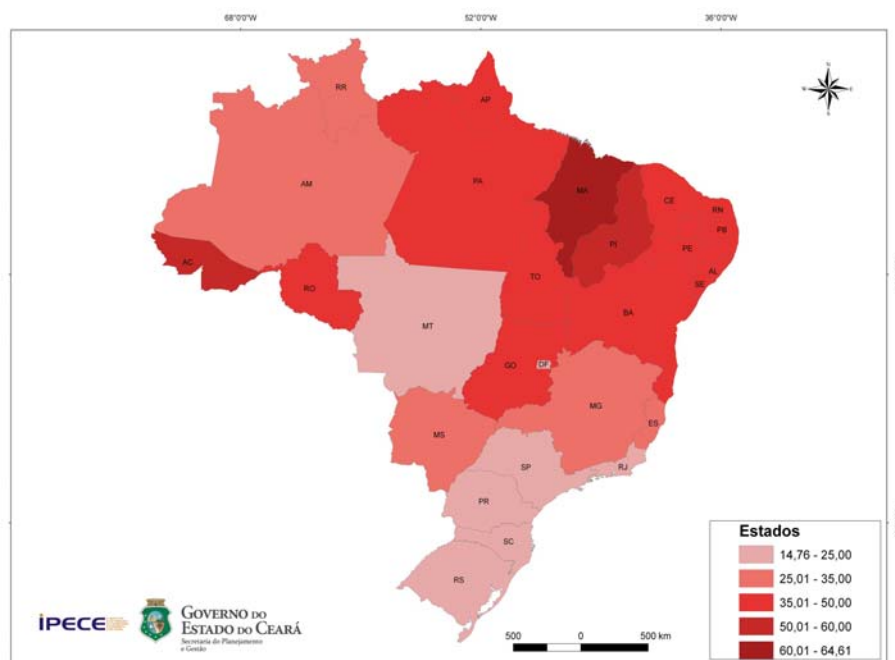 68°0'0"W 52°0'0"W 36°0'0"W
N
W E
S
RR
AP
AM
PA
MA
CE
RN
PI
PB
PE
AC
TO
AL
RO
SE
BA
MT
GO
DF
MG
ES
MS
SP
RJ
PR
SC
RS
Estados
14,76 - 25,00
25,01 - 35,00
35,01 - 50,00
50,01 - 60,00
60,01 - 64,61
IPECE
GOVERNO DO
ESTADO DO CEARÁ
Secretaria do Planejamento
e Gestão
500 0 500 km